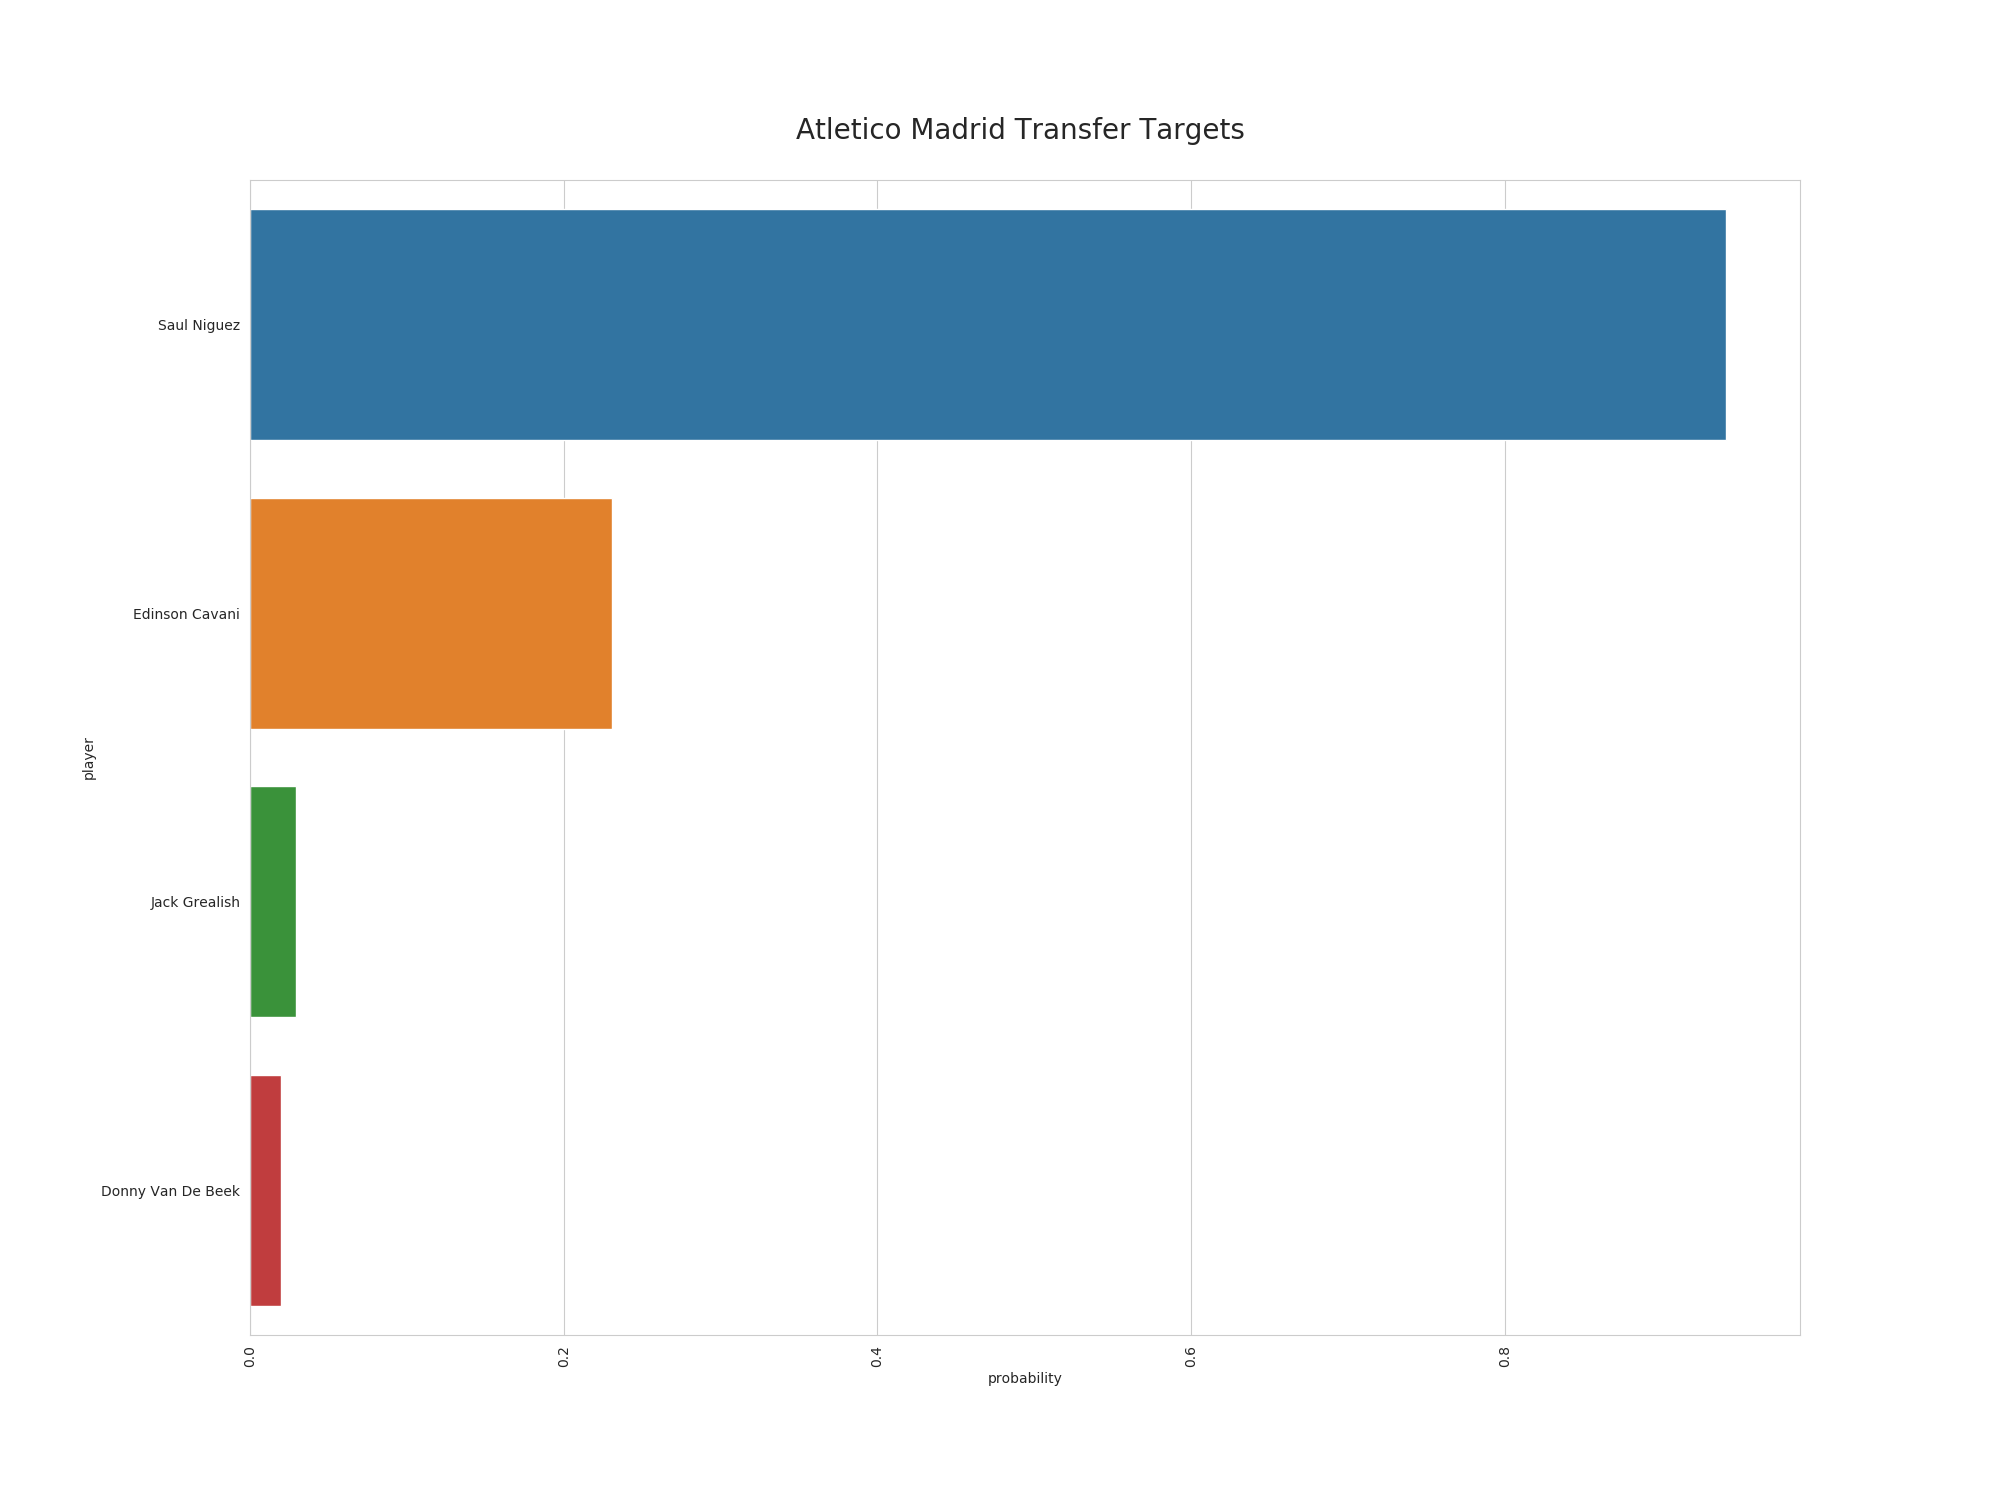 Atletico Madrid Transfer Targets
Saul Niguez
Edinson Cavani
player
Jack Grealish
Donny Van De Beek
0.0 0.2 0.4 0.6 0.8
probability